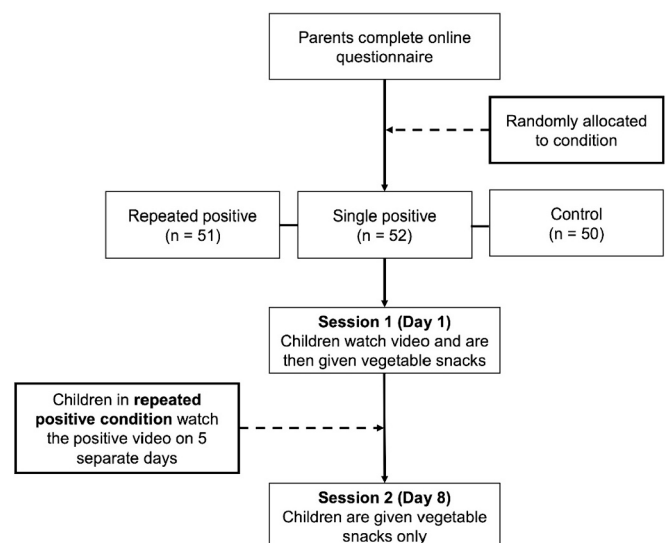 Parents complete online
questionnaire
Randomly allocated
to condition
Repeated positive
(n = 51)
Single positive
(n = 52)
Control
(n = 50)
Session 1 (Day 1)
Children watch video and are
then given vegetable snacks
Children in repeated
positive condition watch
the positive video on 5
separate days
Session 2 (Day 8)
Children are given vegetable
snacks only